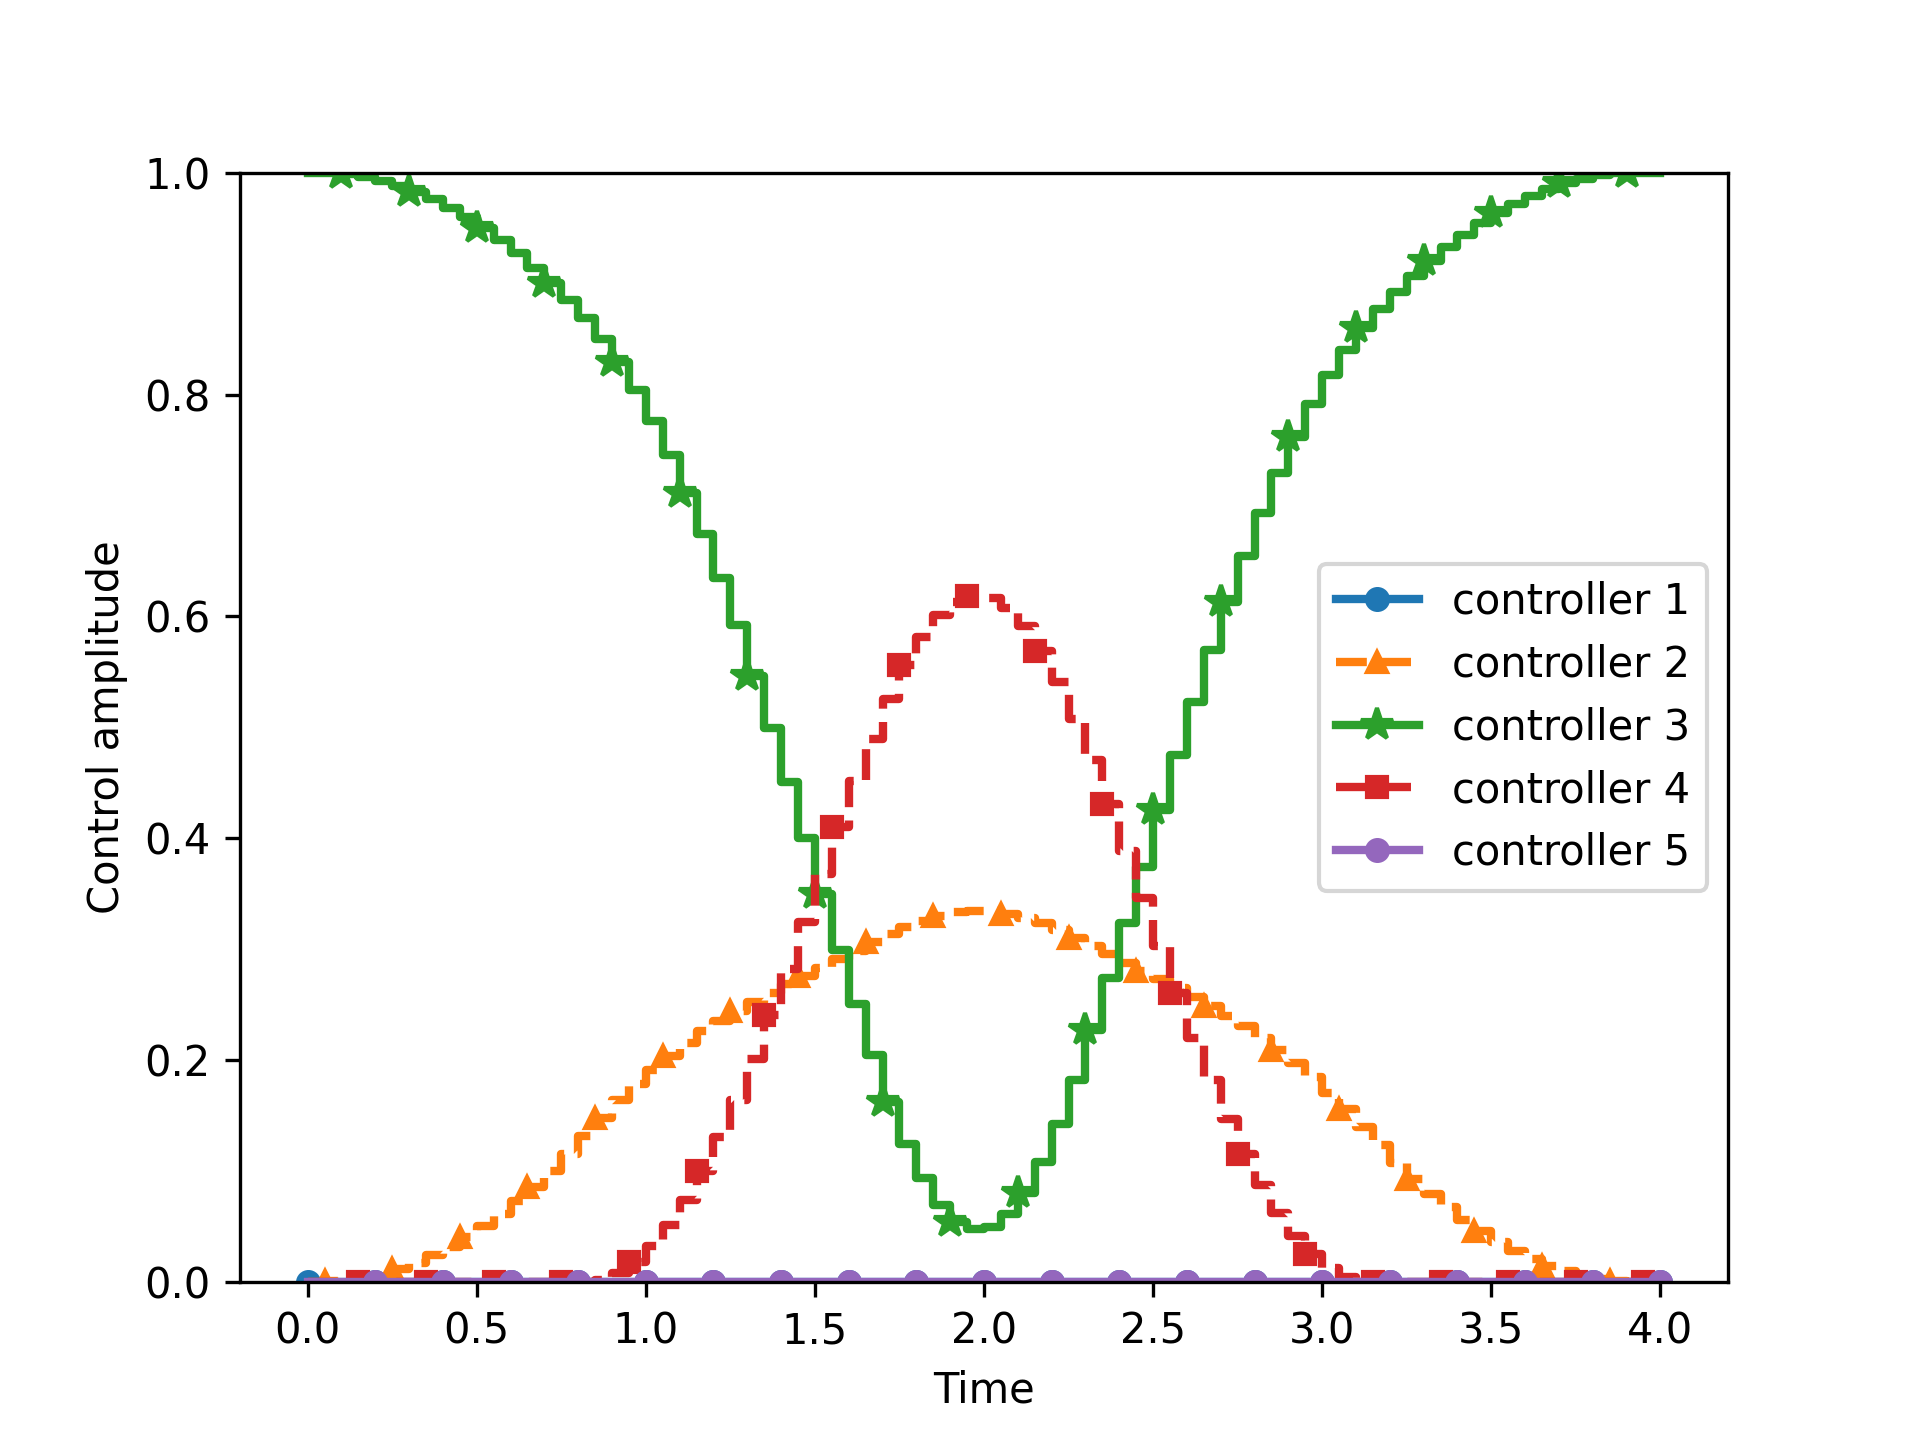 1.0
0.8
0.6
0.4
0.2
0.0
Control amplitude
controller 1
controller 2
controller 3
controller 4
controller 5
0.0 0.5 1.0 1.5 2.0 2.5 3.0 3.5 4.0
Time